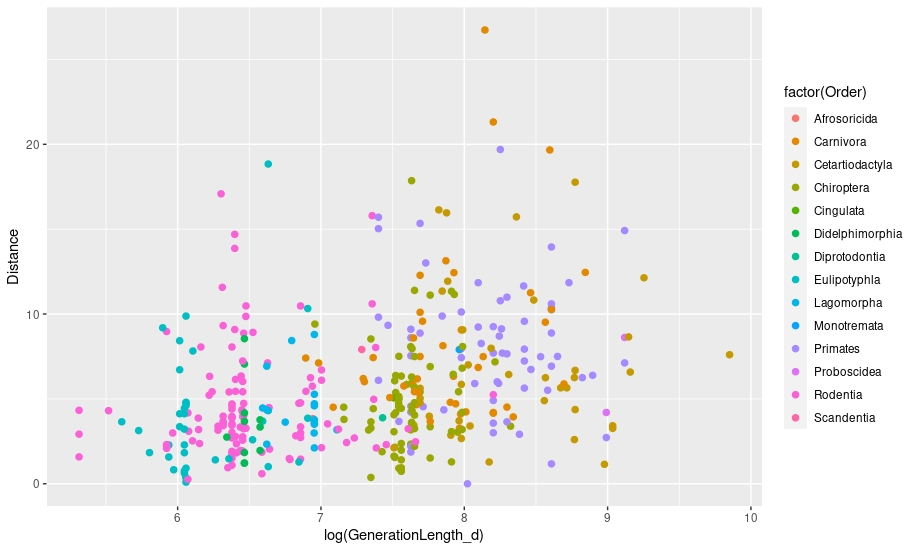 20
10
0
Distance
6 7 8 9 10
log(GenerationLength_d)
factor(Order)
Afrosoricida
Carnivora
Cetartiodactyla
Chiroptera
Cingulata
Didelphimorphia
Diprotodontia
Eulipotyphla
Lagomorpha
Monotremata
Primates
Proboscidea
Rodentia
Scandentia